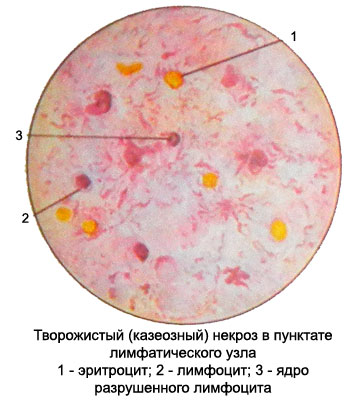 1
3
2
Творожистый (казеозный) некроз в пунктате
лимфатического узла
1 - эритроцит; 2 - лимфоцит; 3 - ядро
разрушенного лимфоцита